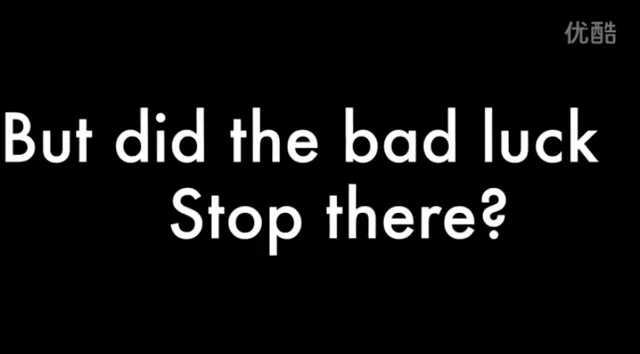 优酷
But did the bad luck
Stop there?